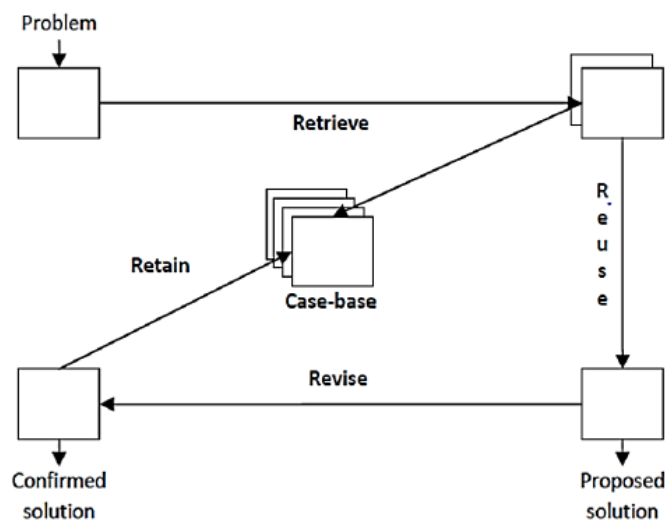 Problem
Retrieve
R
e
u
s
e
Retain
Case-base
Revise
Confirmed
solution
Proposed
solution